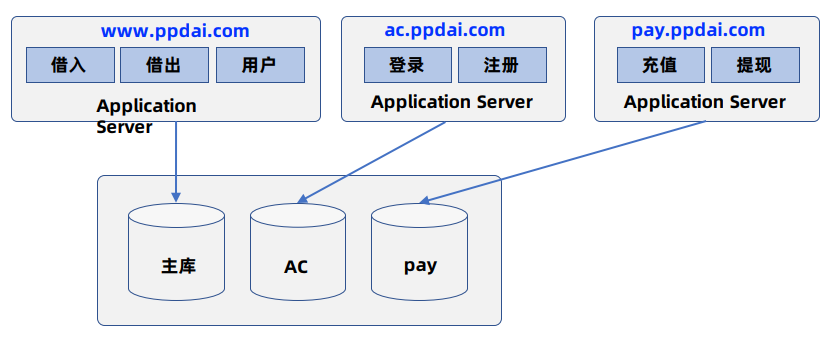 www.ppdai.com
借入 借出 用户
Application
Server
ac.ppdai.com
登录 注册
Application Server
pay.ppdai.com
充值 提现
Application Server
主库
AC
pay